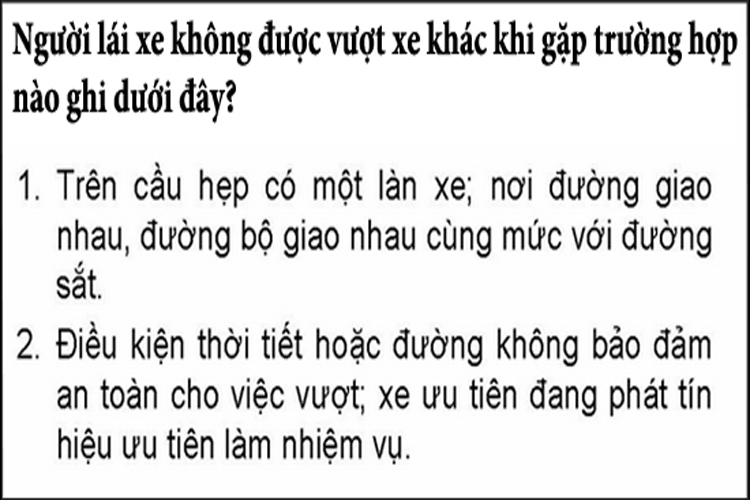 Người lái xe không được vượt xe khác khi gặp trường hợp
nào ghi dưới đây?
1. Trên cầu hẹp có một làn xe; nơi đường giao
nhau, đường bộ giao nhau cùng mức với đường
sắt.
2. Điều kiện thời tiết hoặc đường không bảo đảm
an toàn cho việc vượt; xe ưu tiên đang phát tín
hiệu ưu tiên làm nhiệm vụ.